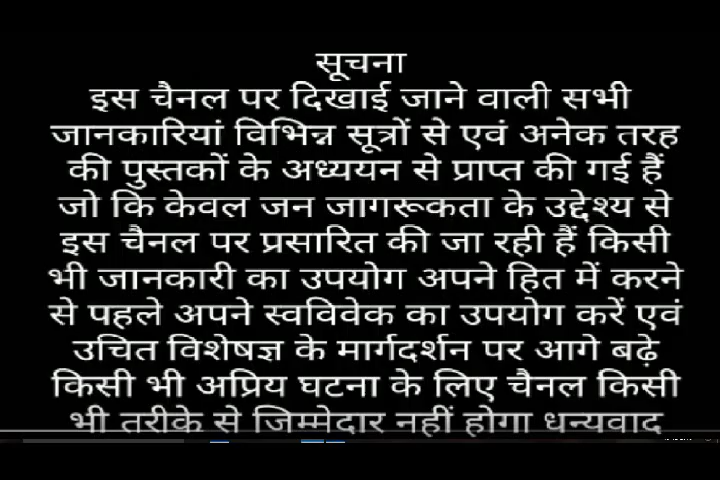 सूचना
इस चैनल पर दिखाई जाने वाली सभी
जानकारियां विभिन्न सूत्रों से एवं अनेक तरह
की पुस्तकों के अध्ययन से प्राप्त की गई हैं
जो कि केवल जन जागरूकता के उद्देश्य से
इस चैनल पर प्रसारित की जा रही हैं किसी
भी जानकारी का उपयोग अपने हित में करने
से पहले अपने स्वविवेक का उपयोग करें एवं
उचित विशेषज्ञ के मार्गदर्शन पर आगे बढ़े
किसी भी अप्रिय घटना के लिए चैनल किसी
भी तरीके से जिम्मेदार नहीं होगा धन्यवाद